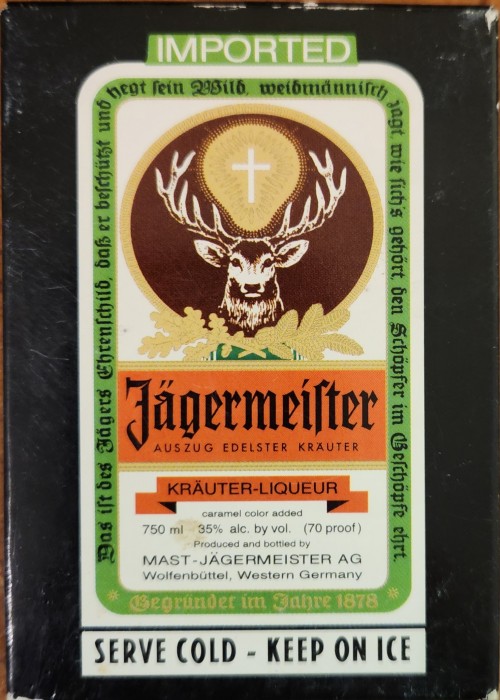 IMPORTED
Das ist des Jägers Ehrenschild, daß er beschützt und
hegt sein Wild, weidmännisch
jagt, wie sich's gehört, den Schöpfer im Geschöpfe ehrt.
Jägermeister
AUSZUG EDELSTER KRÄUTER
KRÄUTER-LIQUEUR
caramel color added
750 ml 35% alc. by vol. (70 proof)
Produced and bottled by
MAST-JÄGERMEISTER AG
Wolfenbüttel, Western Germany
Gegründet im Jahre 1878
SERVE COLD - KEEP ON ICE